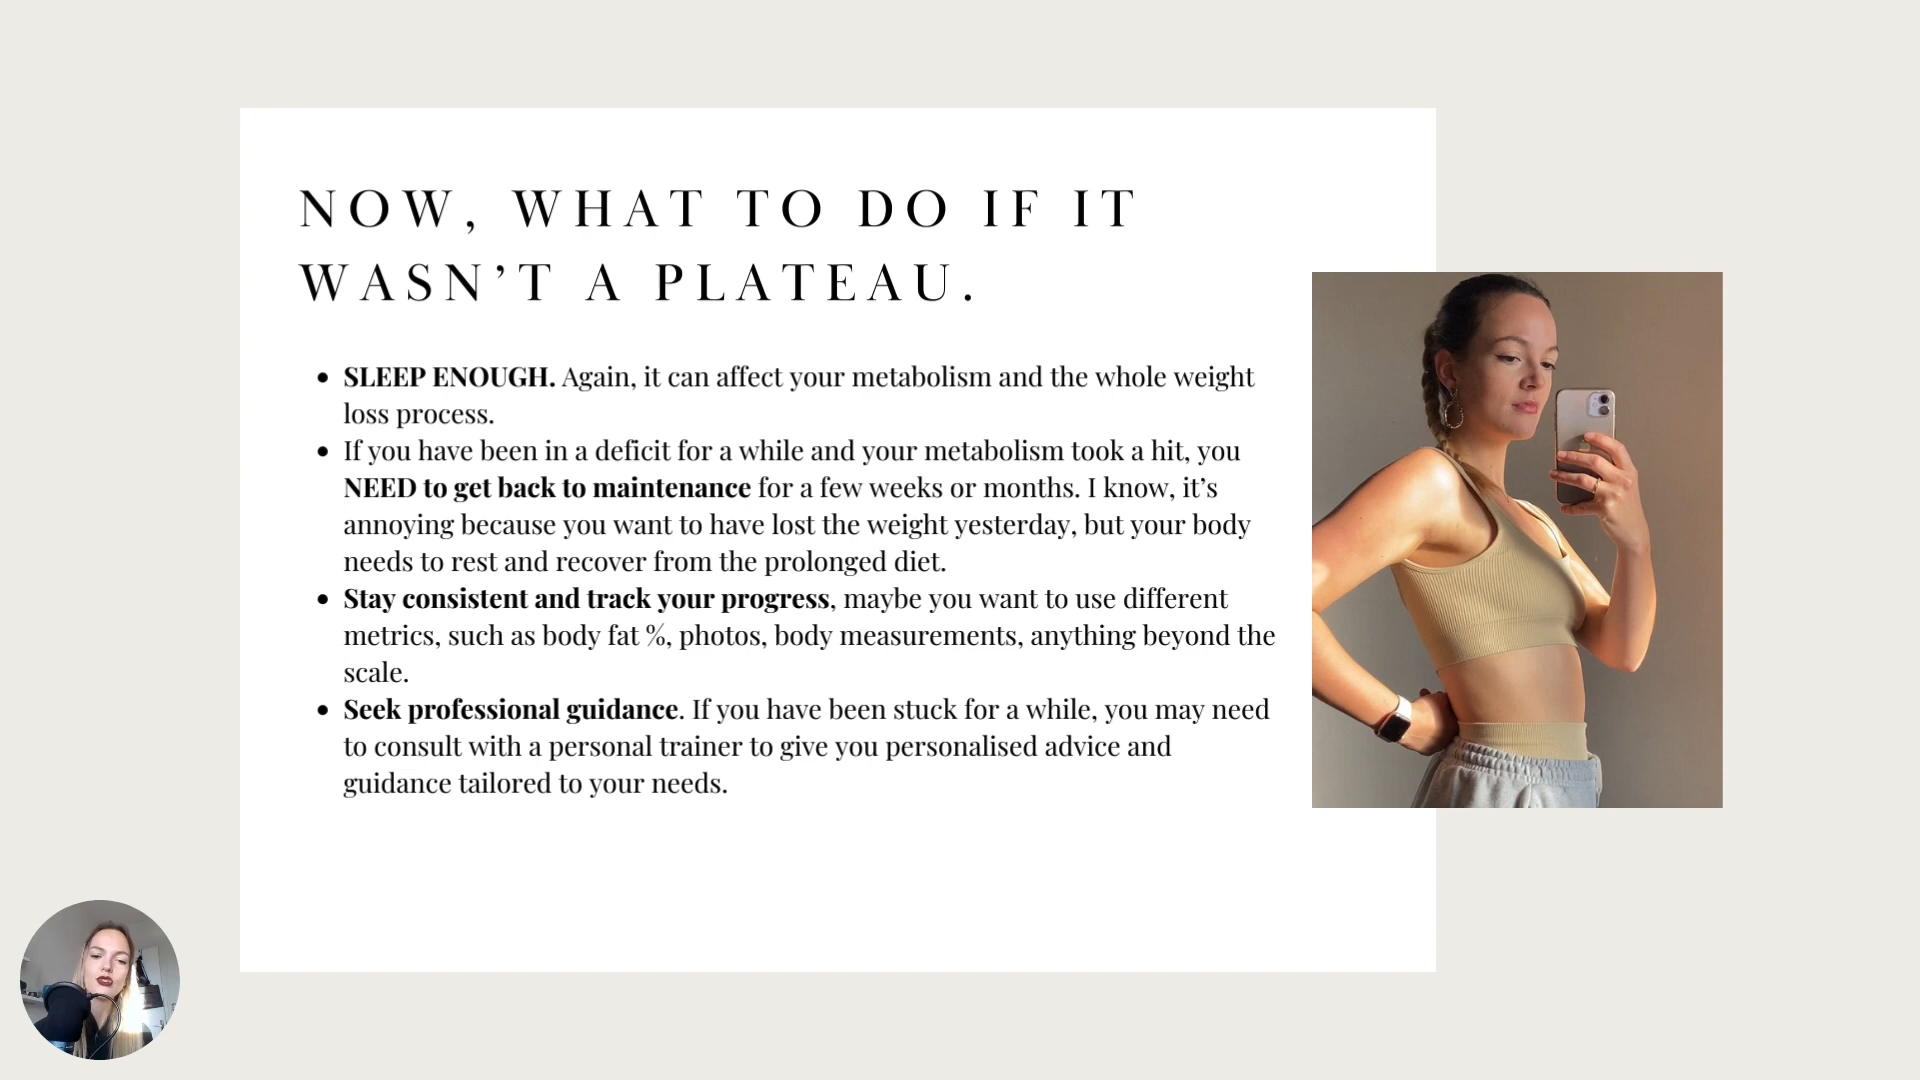 NOW, WHAT TO DO IF IT
WASN’T A PLATEAU.
• SLEEP ENOUGH. Again, it can affect your metabolism and the whole weight
loss process.
• If you have been in a deficit for a while and your metabolism took a hit, you
NEED to get back to maintenance for a few weeks or months. I know, it’s
annoying because you want to have lost the weight yesterday, but your body
needs to rest and recover from the prolonged diet.
• Stay consistent and track your progress, maybe you want to use different
metrics, such as body fat %, photos, body measurements, anything beyond the
scale.
• Seek professional guidance. If you have been stuck for a while, you may need
to consult with a personal trainer to give you personalised advice and
guidance tailored to your needs.